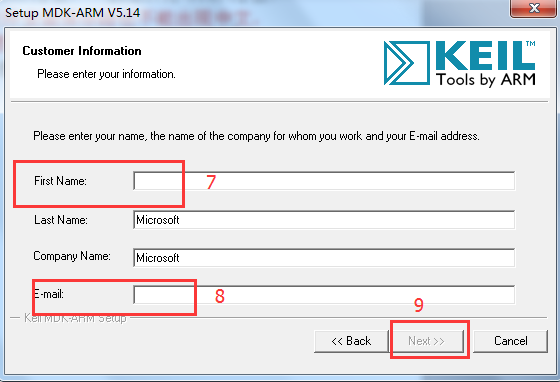 Setup MDK-ARM V5.14
Customer Information
Please enter your information.
KEIL™
Tools by ARM
Please enter your name, the name of the company for whom you work and your E-mail address.
First Name:
7
Last Name: Microsoft
Company Name: Microsoft
E-mail:
8
Keil MDK-ARM Setup
9
<< Back Next >> Cancel